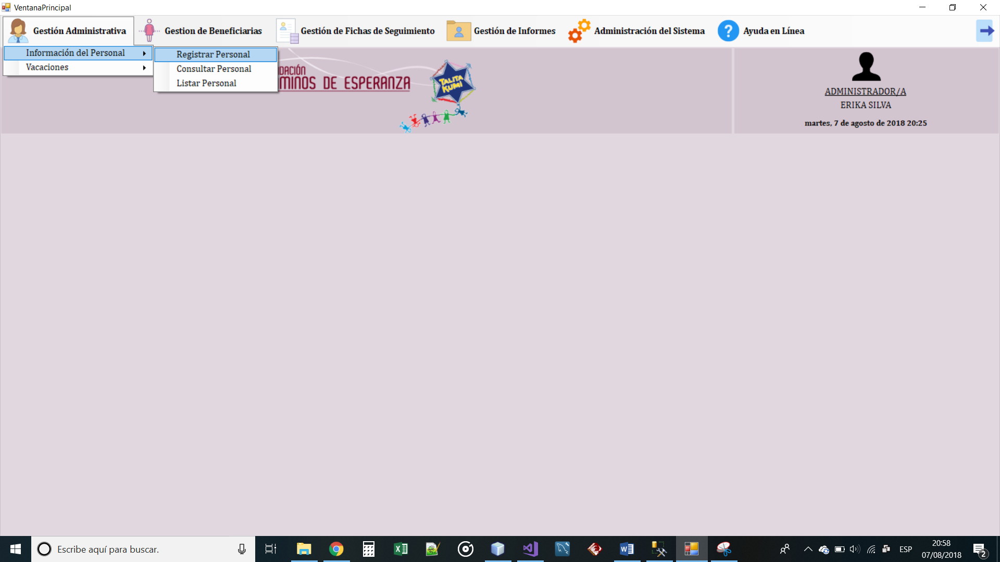 VentanaPrincipal
Gestión Administrativa
Gestion de Beneficiarias
Gestión de Fichas de Seguimiento
Gestión de Informes
Administración del Sistema
? Ayuda en Línea
Información del Personal
Vacaciones
Registrar Personal
Consultar Personal
Listar Personal
DACIÓN
MINOS DE ESPERANZA
TALITA
KUMI
ADMINISTRADOR/A
ERIKA SILVA
martes, 7 de agosto de 2018 20:25
Escribe aquí para buscar.
ESP
20:58
07/08/2018
2